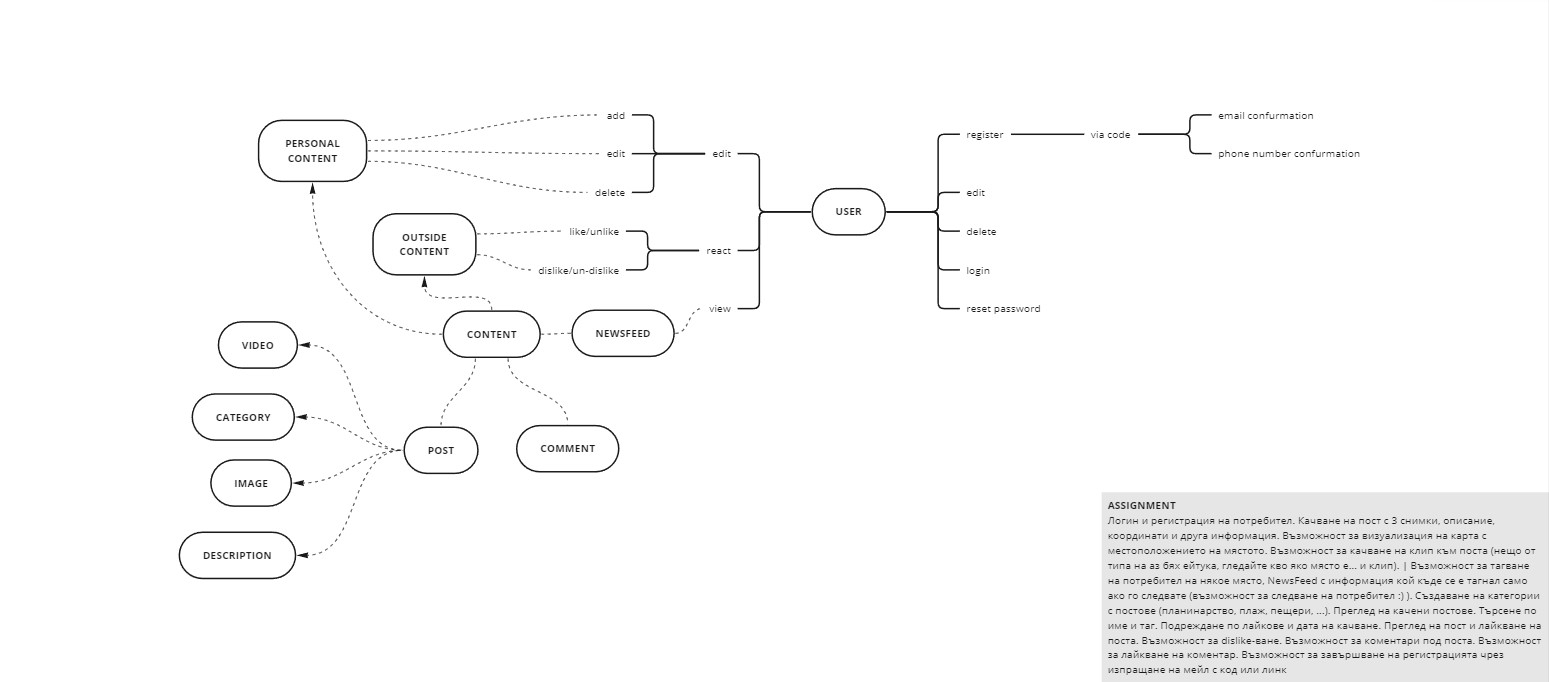 add
email confurmation
PERSONAL
CONTENT
register
via code
edit
edit
phone number confurmation
delete
edit
USER
OUTSIDE
CONTENT
like/unlike
delete
react
dislike/un-dislike
login
view
reset password
CONTENT
NEWSFEED
VIDEO
CATEGORY
POST
COMMENT
IMAGE
DESCRIPTION
ASSIGNMENT
Логин и регистрация на потребител. Качване на пост с 3 снимки, описание,
координати и друга информация. Възможност за визуализация на карта с
местоположението на мястото. Възможност за качване на клип към поста (нещо от
типа на аз бях ейтука, гледайте кво яко място е... и клип). | Възможност за тагване
на потребител на някое място, NewsFeed с информация кой къде се е тагнал само
ако го следвате (възможност за следване на потребител :) ). Създаване на категории
с постове (планинарство, плаж, пещери, ...). Преглед на качени постове. Търсене по
име и таг. Подреждане по лайкове и дата на качване. Преглед на пост и лайкване на
поста. Възможност за dislike-ване. Възможност за коментари под поста. Възможност
за лайкване на коментар. Възможност за завършване на регистрацията чрез
изпращане на мейл с код или линк